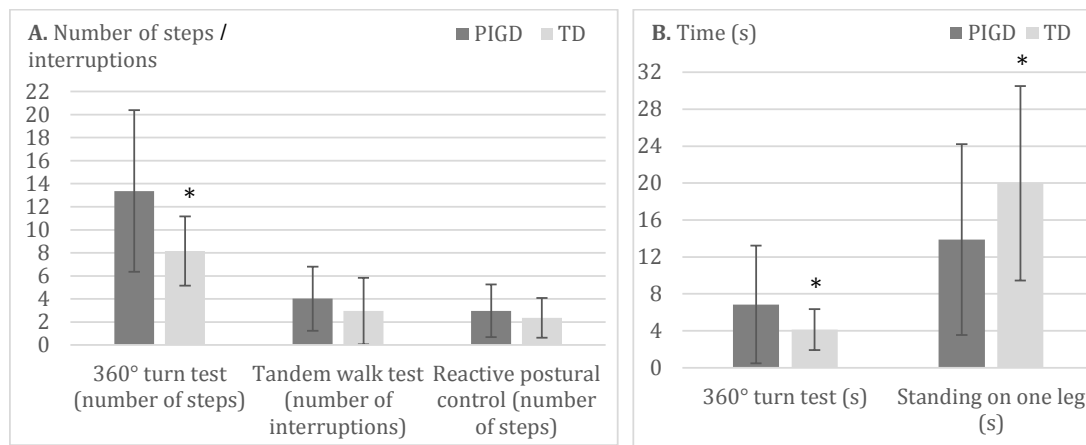 A. Number of steps /
interruptions
PIGD TD
22
20
18
16
14
12
10
8
6
4
2
0
*
360° turn test
(number of steps)
Tandem walk test
(number of
interruptions)
Reactive postural
control (number
of steps)
B. Time (s)
PIGD TD
32
28
24
20
16
12
8
4
0
*
*
360° turn test (s)
Standing on one leg
(s)